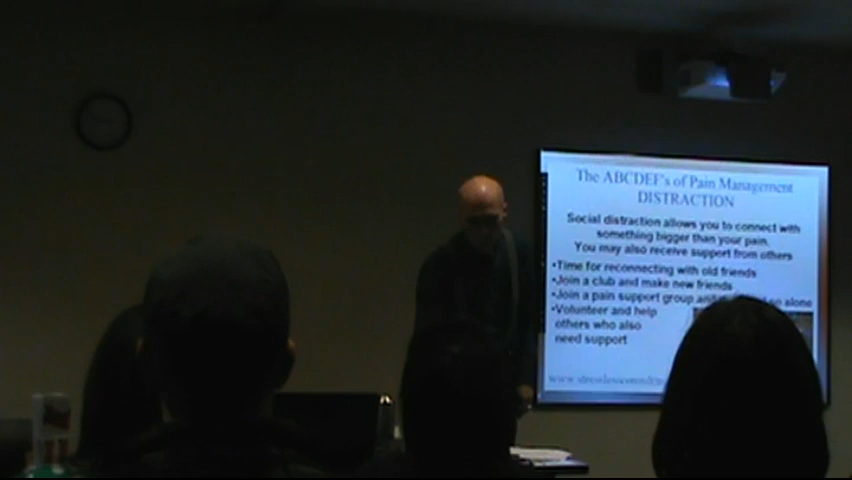 The ABCDEF's of Pain Management
DISTRACTION
Social distraction allows you to connect with
something bigger than your pain.
You may also receive support from others
•Time for reconnecting with old friends
•Join a club and make new friends
•Join a pain support group and so alone
•Volunteer and help
others who also
need support